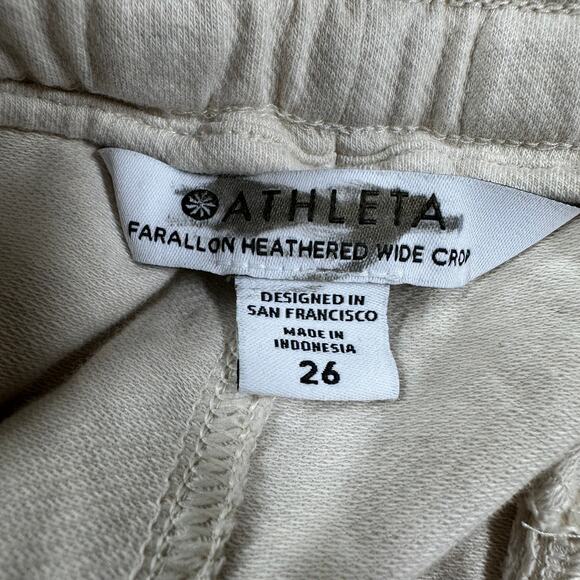 ATHLETA
FARALLON HEATHERED WIDE CROP
DESIGNED IN
SAN FRANCISCO
MADE IN
INDONESIA
26